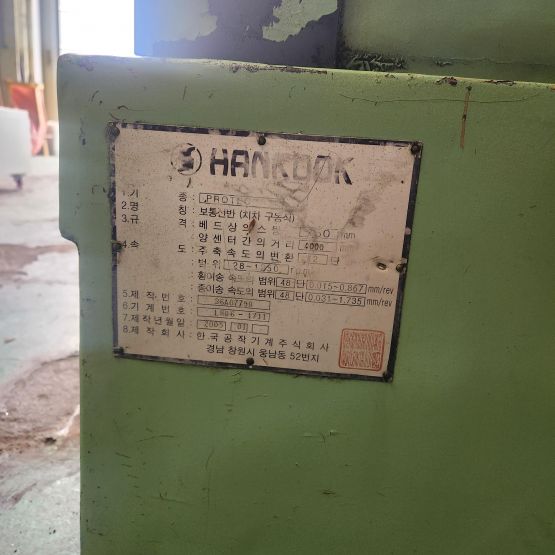 HANKOOK
1.기 종 : PROTEC
2.명 칭 : 보통선반 (치차 구동식)
3.규 격 : 베드상의스윙 mm
양센터간의거리 4000 mm
4.속 도 : 주축속도의변환 12 단
범위 28- r.p.m
횡이송 속도의 범위 48 단 0.015-0.867 mm/rev
종이송 속도의 범위 48 단 0.031-1.735 mm/rev
5.제작번호 :
6.기계번호 :
7.제작년월일 : 2005 01
8.제작회사 : 한국공작기계주식회사
경남 창원시 웅남동 52번지